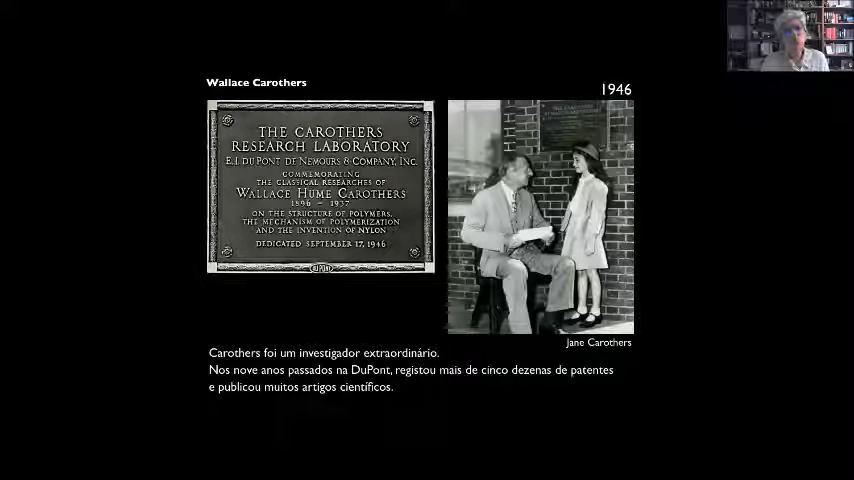 Wallace Carothers
1946
THE CAROTHERS
RESEARCH LABORATORY
E.I. DU PONT DE NEMOURS & COMPANY, INC.
COMMEMORATING
THE CLASSICAL RESEARCHES OF
WALLACE HUME CAROTHERS
1896 – 1937
ON THE STRUCTURE OF POLYMERS,
THE MECHANISM OF POLYMERIZATION
AND THE INVENTION OF NYLON
DEDICATED SEPTEMBER 17, 1946
DU PONT
Jane Carothers
Carothers foi um investigador extraordinário.
Nos nove anos passados na DuPont, registou mais de cinco dezenas de patentes
e publicou muitos artigos científicos.